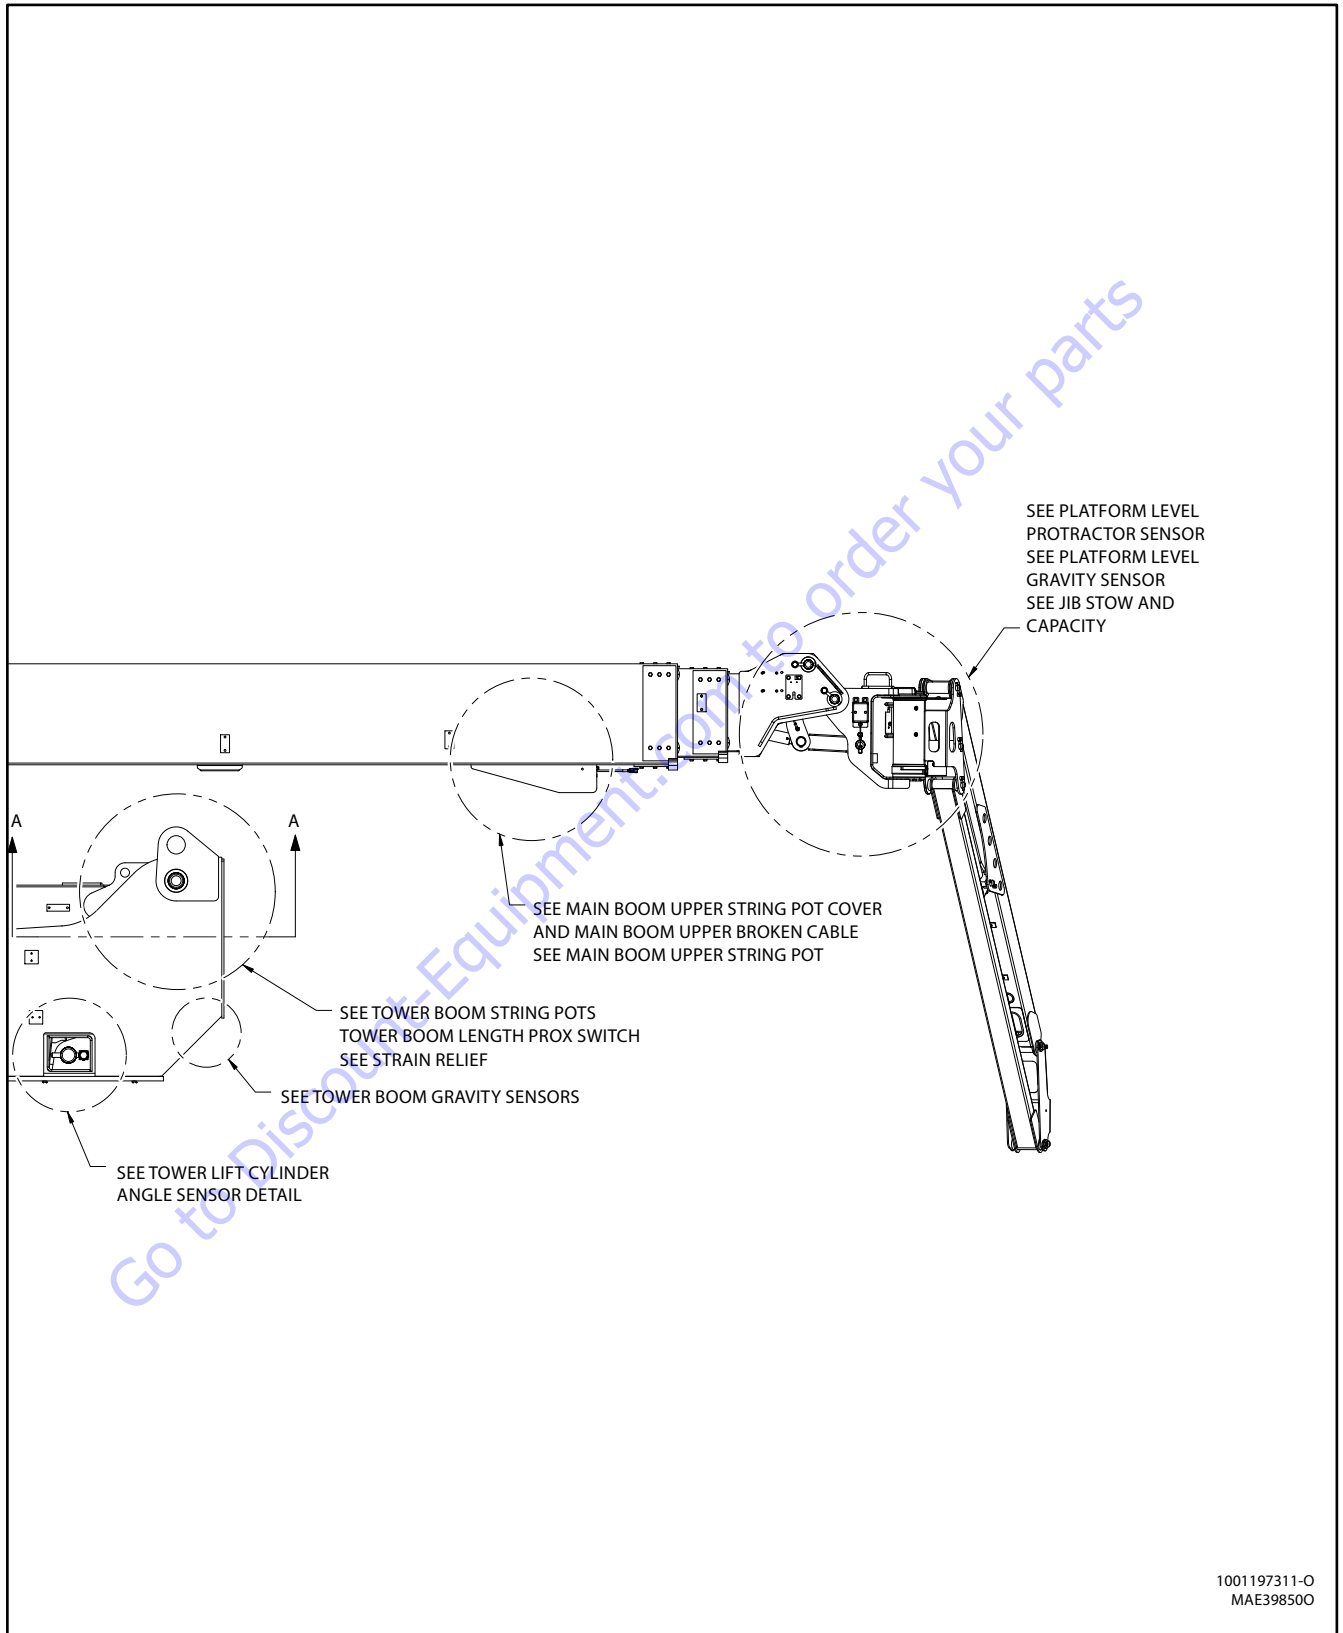 SEE PLATFORM LEVEL
PROTRACTOR SENSOR
SEE PLATFORM LEVEL
GRAVITY SENSOR
SEE JIB STOW AND
CAPACITY
A
A
SEE MAIN BOOM UPPER STRING POT COVER
AND MAIN BOOM UPPER BROKEN CABLE
SEE MAIN BOOM UPPER STRING POT
SEE TOWER BOOM STRING POTS
TOWER BOOM LENGTH PROX SWITCH
SEE STRAIN RELIEF
SEE TOWER BOOM GRAVITY SENSORS
SEE TOWER LIFT CYLINDER
ANGLE SENSOR DETAIL
Go to Discount-Equipment.com to order your parts
1001197311-O
MAE39850O